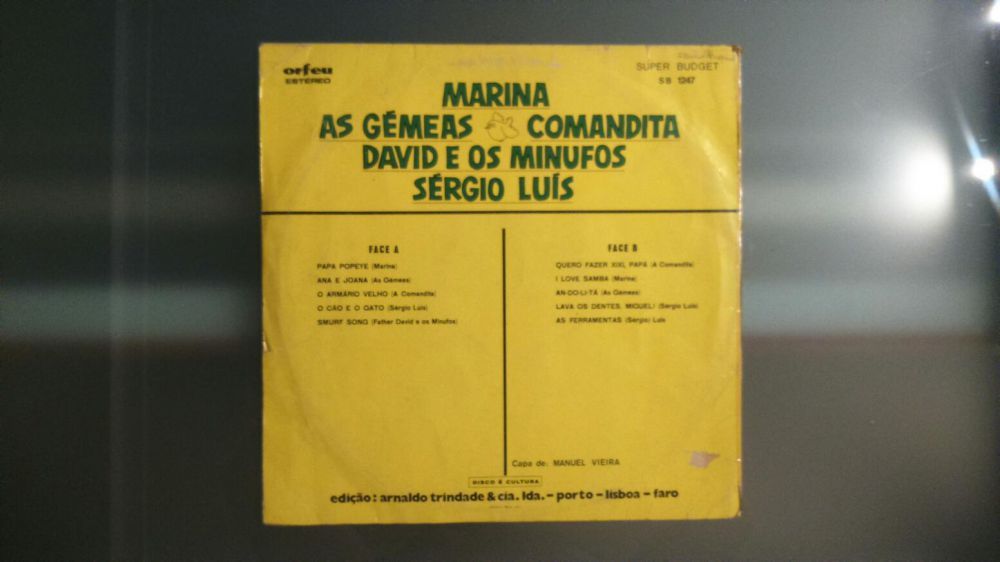 orfeu
ESTÉREO
SUPER BUDGET
SB 1247
MARINA
AS GÉMEAS COMANDITA
DAVID E OS MINUFOS
SÉRGIO LUÍS
FACE A
PAPA POPEYE (Marina)
ANA E JOANA (As Gémeas)
O ARMÁRIO VELHO (A Comandita)
O CÃO E O GATO (Sérgio Luís)
SMURF SONG (Father David e os Minufos)
FACE B
QUERO FAZER XIXI, PAPÁ (A Comandita)
I LOVE SAMBA (Marina)
AN-DO-LI-TÁ (As Gémeas)
LAVA OS DENTES, MIGUEL! (Sérgio Luís)
AS FERRAMENTAS (Sérgio) Luís
Capa de: MANUEL VIEIRA
DISCO É CULTURA
edição: arnaldo trindade & cia. lda. – porto – lisboa – faro